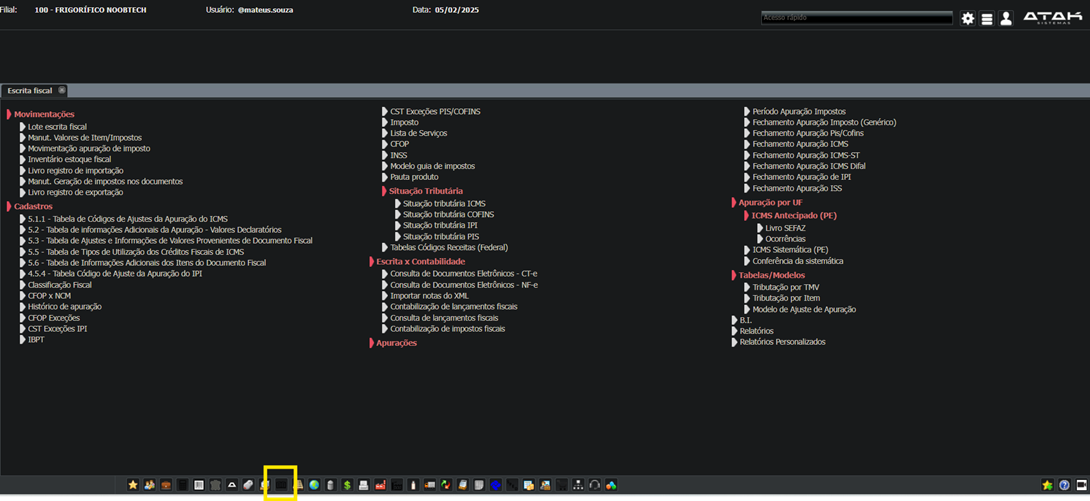 Filial: 100 - FRIGORÍFICO NOOBTECH Usuário: @mateus.souza Data: 05/02/2025
Acesso rápido
ATAK
SISTEMAS
Escrita fiscal
Movimentações
Lote escrita fiscal
Manut. Valores de Item/Impostos
Movimentação apuração de imposto
Inventário estoque fiscal
Livro registro de importação
Manut. Geração de impostos nos documentos
Livro registro de exportação
Cadastros
5.1.1 - Tabela de Códigos de Ajustes da Apuração do ICMS
5.2 - Tabela de informações Adicionais da Apuração - Valores Declaratórios
5.3 - Tabela de Ajustes e Informações de Valores Provenientes de Documento Fiscal
5.5 - Tabela de Tipos de Utilização dos Créditos Fiscais de ICMS
5.6 - Tabela de Informações Adicionais dos Itens do Documento Fiscal
4.5.4 - Tabela Código de Ajuste da Apuração do IPI
Classificação Fiscal
CFOP x NCM
Histórico de apuração
CFOP Exceções
CST Exceções IPI
IBPT
CST Exceções PIS/COFINS
Imposto
Lista de Serviços
CFOP
INSS
Modelo guia de impostos
Pauta produto
Situação Tributária
Situação tributária ICMS
Situação tributária COFINS
Situação tributária IPI
Situação tributária PIS
Tabelas Códigos Receitas (Federal)
Escrita x Contabilidade
Consulta de Documentos Eletrônicos - CT-e
Consulta de Documentos Eletrônicos - NF-e
Importar notas do XML
Contabilização de lançamentos fiscais
Consulta de lançamentos fiscais
Contabilização de impostos fiscais
Apurações
Período Apuração Impostos
Fechamento Apuração Imposto (Genérico)
Fechamento Apuração Pis/Cofins
Fechamento Apuração ICMS
Fechamento Apuração ICMS-ST
Fechamento Apuração ICMS Difal
Fechamento Apuração de IPI
Fechamento Apuração ISS
Apuração por UF
ICMS Antecipado (PE)
Livro SEFAZ
Ocorrências
ICMS Sistemática (PE)
Conferência da sistemática
Tabelas/Modelos
Tributação por TMV
Tributação por Item
Modelo de Ajuste de Apuração
B.I.
Relatórios
Relatórios Personalizados